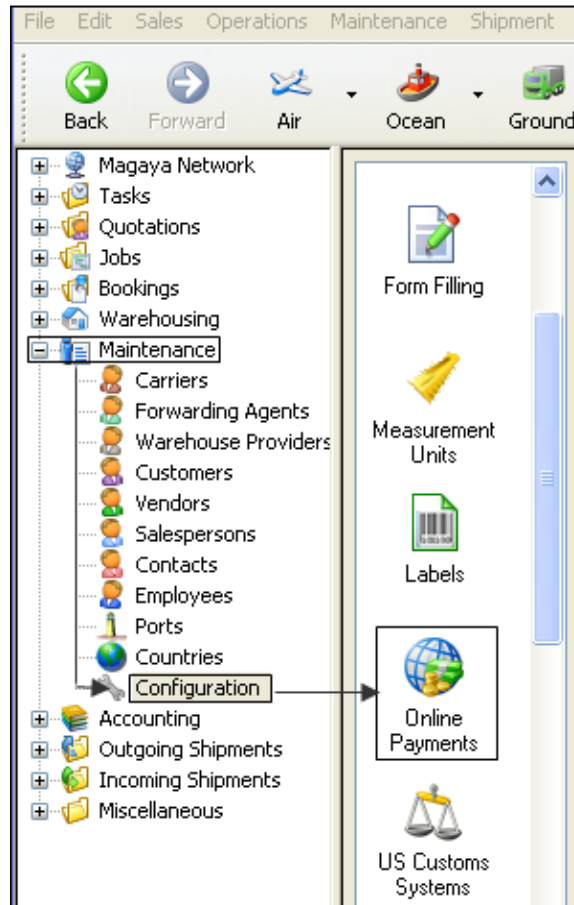 File Edit Sales Operations Maintenance Shipment
Back Forward Air Ocean Ground
Magaya Network
Tasks
Quotations
Jobs
Bookings
Warehousing
Maintenance
Carriers
Forwarding Agents
Warehouse Providers
Customers
Vendors
Salespersons
Contacts
Employees
Ports
Countries
Configuration
Accounting
Outgoing Shipments
Incoming Shipments
Miscellaneous
Form Filling
Measurement
Units
Labels
Online
Payments
US Customs
Systems